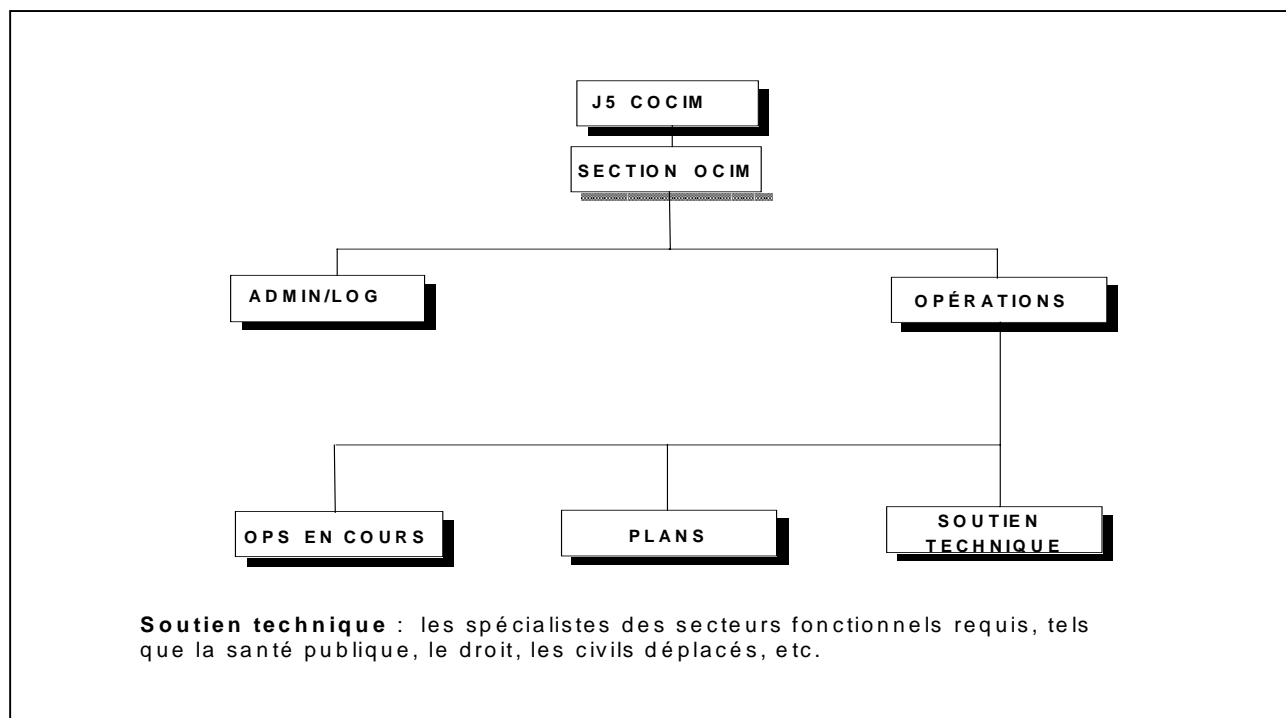 J5 COCIM
SECTION OCIM
ADMIN/LOG
OPÉRATIONS
OPS EN COURS
PLANS
SOUTIEN
TECHNIQUE
Soutien technique : les spécialistes des secteurs fonctionnels requis, tels
que la santé publique, le droit, les civils déplacés, etc.